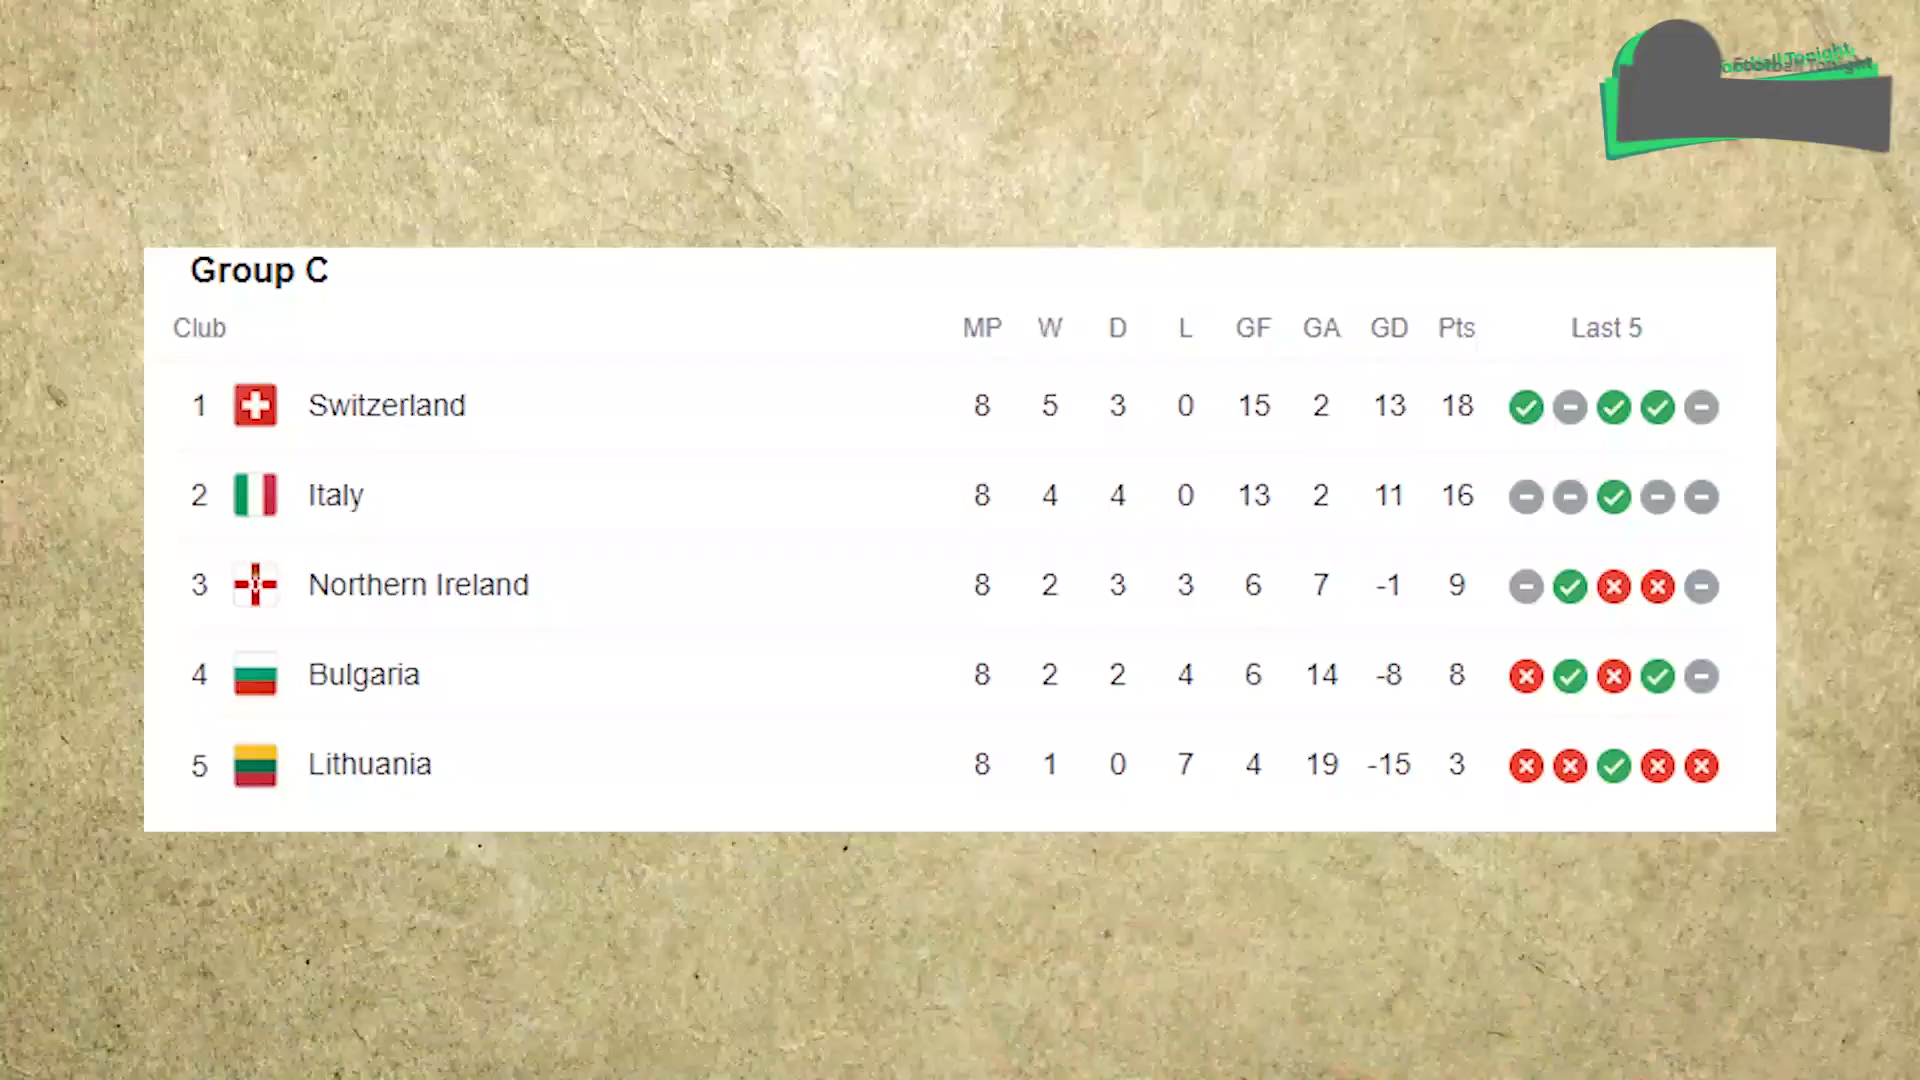 Football Tonight
Group C
Club MP W D L GF GA GD Pts Last 5
1 Switzerland 8 5 3 0 15 2 13 18
2 Italy 8 4 4 0 13 2 11 16
3 Northern Ireland 8 2 3 3 6 7 -1 9
4 Bulgaria 8 2 2 4 6 14 -8 8
5 Lithuania 8 1 0 7 4 19 -15 3